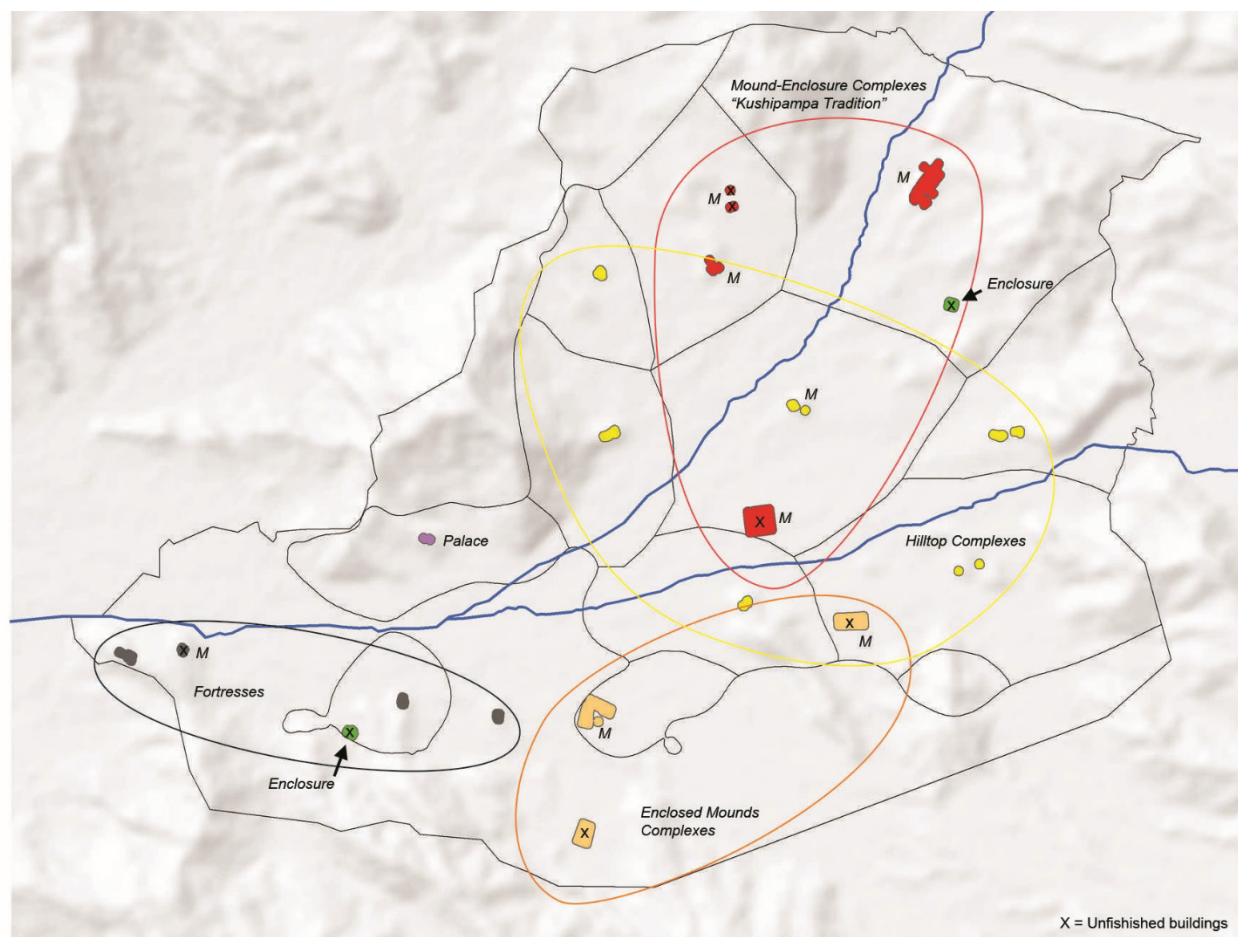 Mound-Enclosure Complexes
“Kushipampa Tradition”
M
X
X
M
M
Enclosure
X
M
X
M
Palace
Hilltop Complexes
X
M
X
M
Fortresses
M
X
Enclosure
Enclosed Mounds
Complexes
X
X = Unfishished buildings